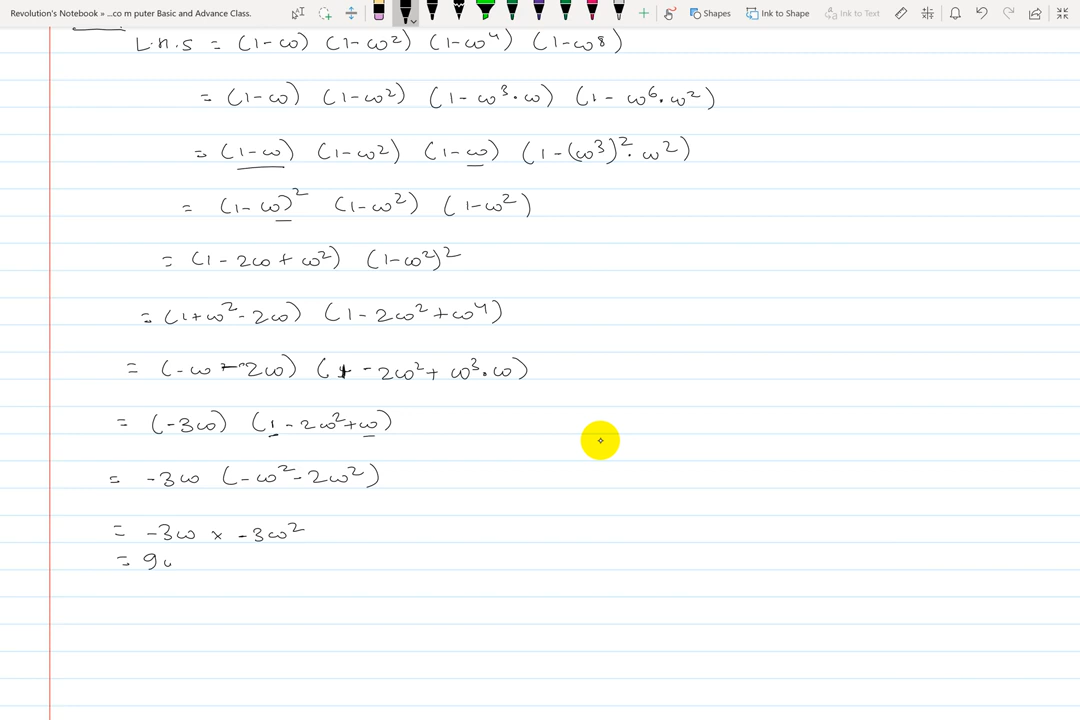 Revolution's Notebook » ...co m puter Basic and Advance Class.
Shapes
Ink to Shape
Ink to Text
L.H.S = (1-ω) (1-ω²) (1-ω⁴) (1-ω8)
= (1-ω) (1-ω²) (1-ω³·ω) (1-ω⁶·ω²)
= (1-ω) (1-ω²) (1-ω) (1-(ω³)²·ω²)
= (1-ω)² (1-ω²) (1-ω²)
= (1-2ω+ω²) (1-ω²)²
= (1+ω²-2ω) (1-2ω²+ω⁴)
= (-ω-2ω) (1-2ω²+ω³·ω)
= (-3ω) (1-2ω²+ω)
= -3ω (-ω²-2ω²)
= -3ω × -3ω²
= 9